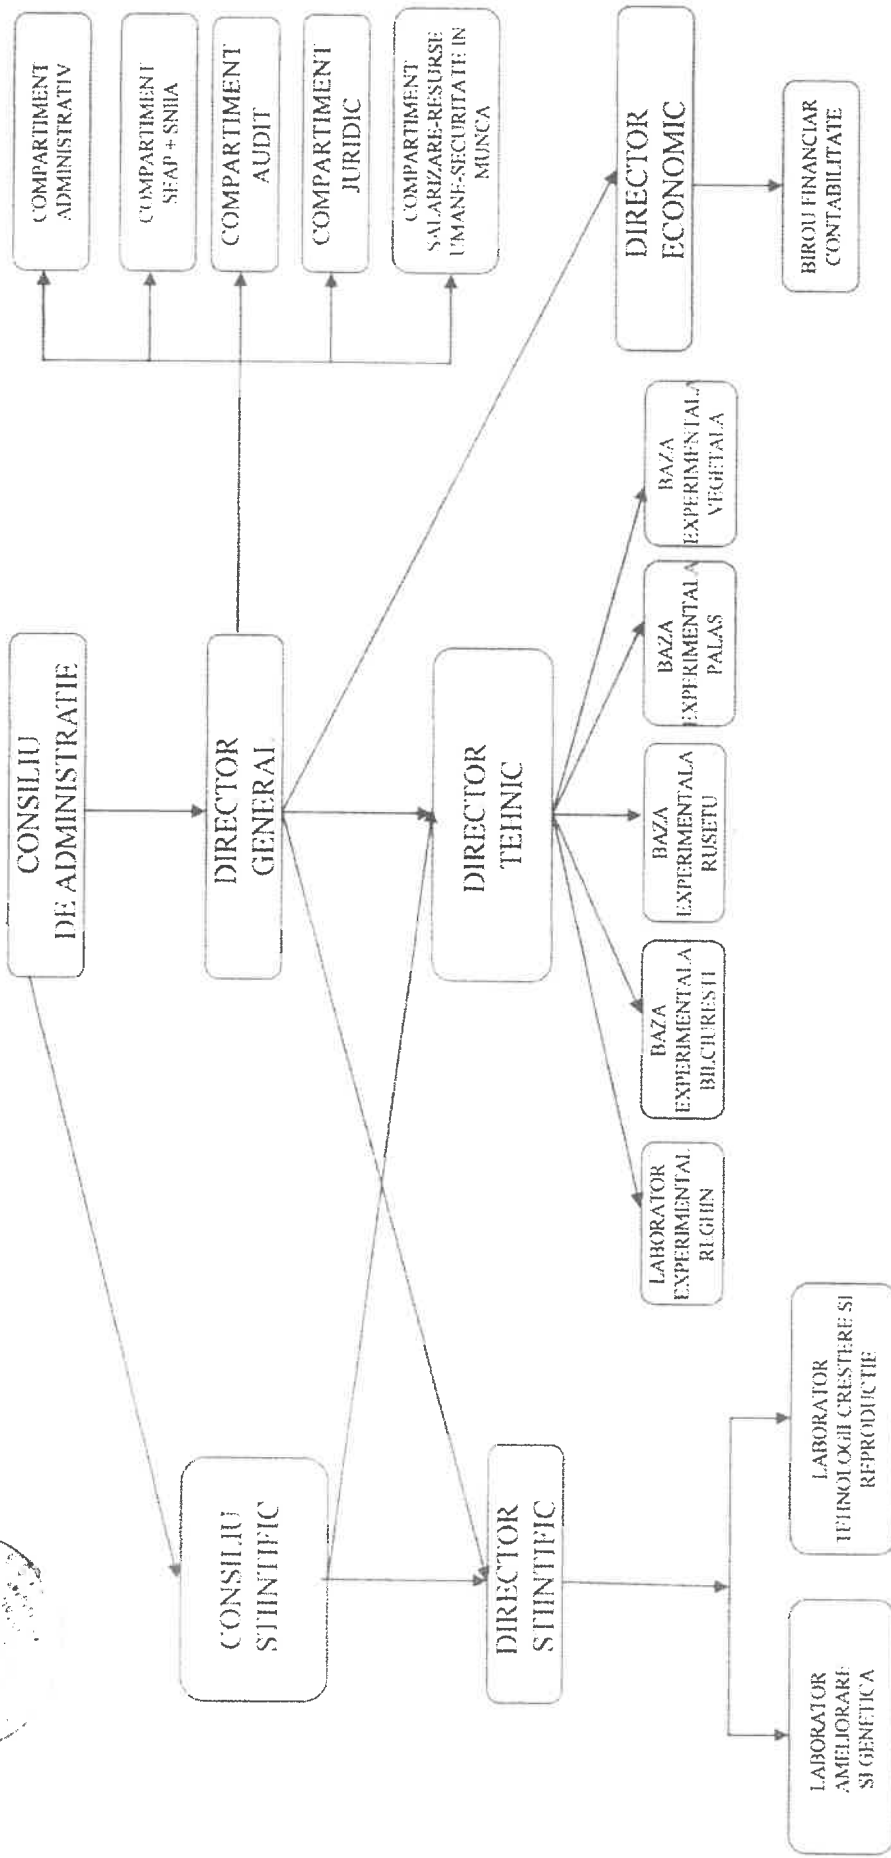 CONSILIU
DE ADMINISTRATIE
CONSILIU
STIINTIFIC
DIRECTOR
GENERAL
COMPARTIMENT
ADMINISTRATIV
COMPARTIMENT
SEAP + SNIIA
COMPARTIMENT
AUDIT
COMPARTIMENT
JURIDIC
COMPARTIMENT
SALARIZARE-RESURSE
UMANE-SECURITATE IN
MUNCA
DIRECTOR
STIINTIFIC
DIRECTOR
TEHNIC
DIRECTOR
ECONOMIC
LABORATOR
EXPERIMENTAL
REGHIN
BAZA
EXPERIMENTALA
BILCIURESTI
BAZA
EXPERIMENTALA
RUSETU
BAZA
EXPERIMENTALA
PALAS
BAZA
EXPERIMENTALA
VEGETALA
LABORATOR
AMELIORARE
SI GENETICA
LABORATOR
TEHNOLOGII CRESTERE SI
REPRODUCTIE
BIROU FINANCIAR
CONTABILITATE